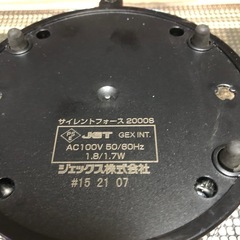 サイレントフォース 2000S
PS E JET GEX INT.
AC100V 50/60Hz
1.8/1.7W
ジェックス株式会社
#15 21 07